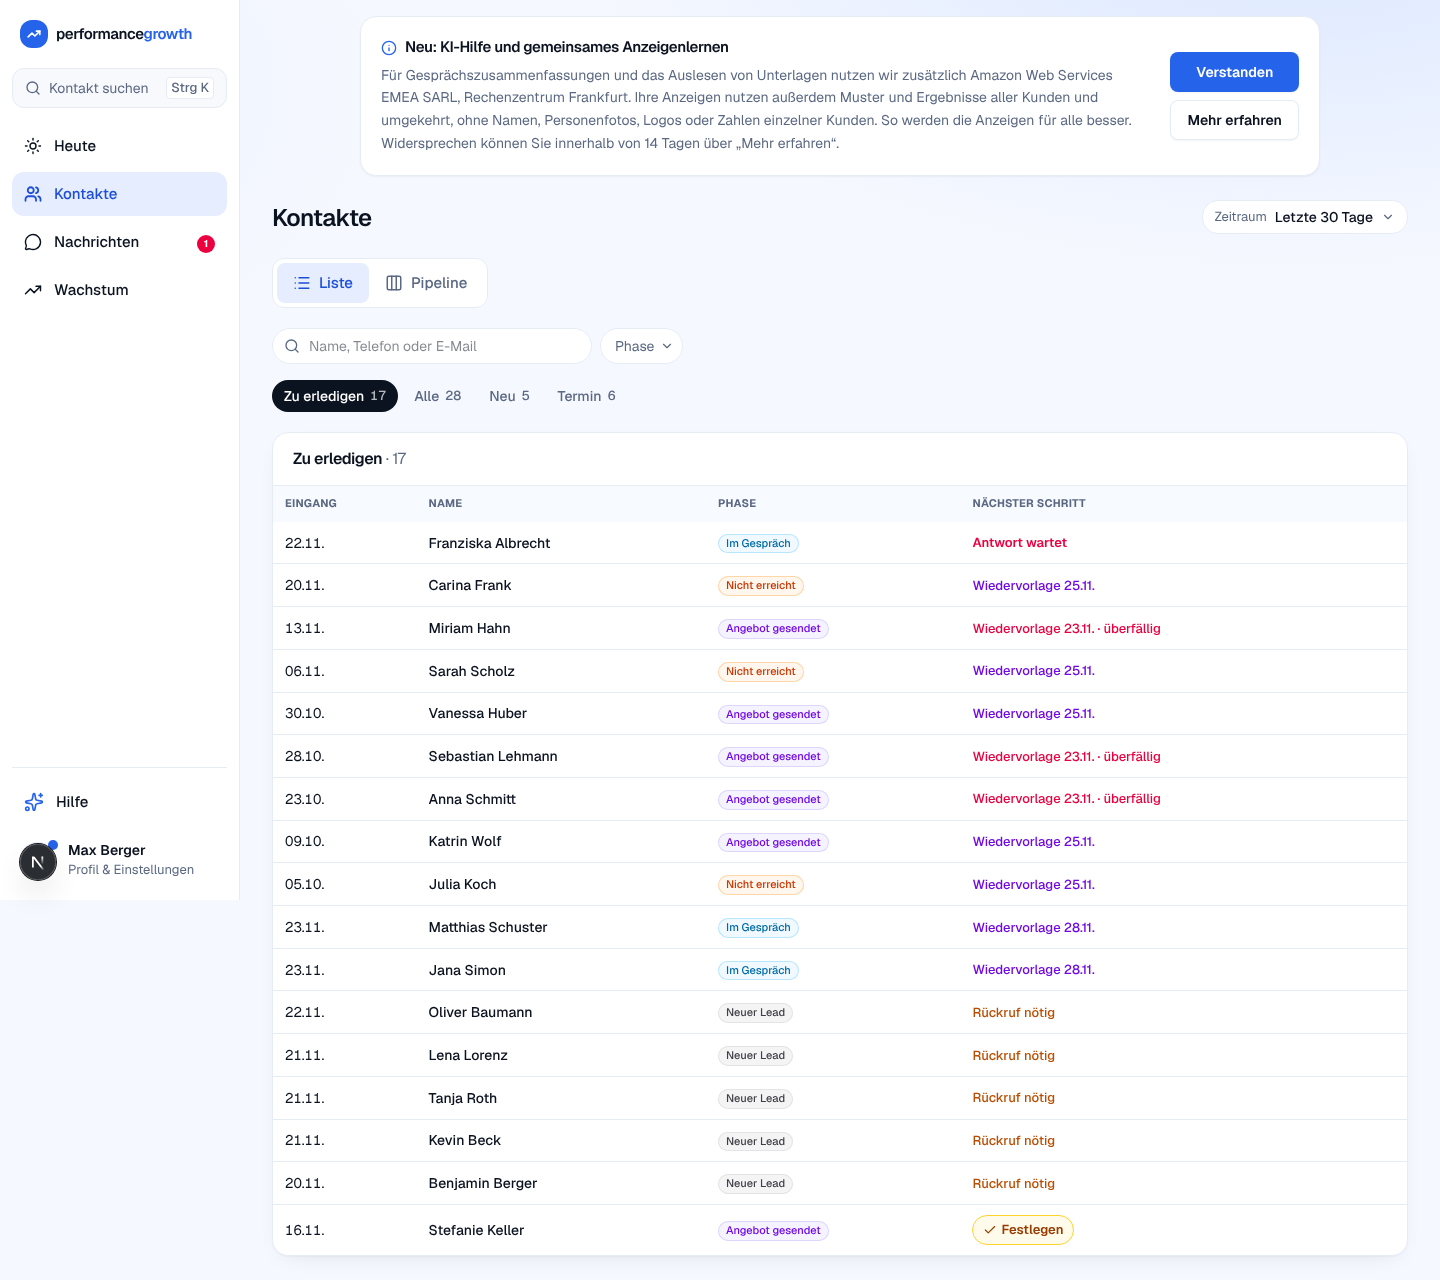 performancegrowth
Kontakt suchen Strg K
Heute
Kontakte
Nachrichten 1
Wachstum
Hilfe
N
Max Berger
Profil & Einstellungen
Neu: KI-Hilfe und gemeinsames Anzeigenlernen
Für Gesprächszusammenfassungen und das Auslesen von Unterlagen nutzen wir zusätzlich Amazon Web Services
EMEA SARL, Rechenzentrum Frankfurt. Ihre Anzeigen nutzen außerdem Muster und Ergebnisse aller Kunden und
umgekehrt, ohne Namen, Personenfotos, Logos oder Zahlen einzelner Kunden. So werden die Anzeigen für alle besser.
Widersprechen können Sie innerhalb von 14 Tagen über „Mehr erfahren“.
Verstanden
Mehr erfahren
Kontakte
Zeitraum Letzte 30 Tage
Liste Pipeline
Name, Telefon oder E-Mail Phase
Zu erledigen 17 Alle 28 Neu 5 Termin 6
Zu erledigen · 17
EINGANG NAME PHASE NÄCHSTER SCHRITT
22.11. Franziska Albrecht Im Gespräch Antwort wartet
20.11. Carina Frank Nicht erreicht Wiedervorlage 25.11.
13.11. Miriam Hahn Angebot gesendet Wiedervorlage 23.11. · überfällig
06.11. Sarah Scholz Nicht erreicht Wiedervorlage 25.11.
30.10. Vanessa Huber Angebot gesendet Wiedervorlage 25.11.
28.10. Sebastian Lehmann Angebot gesendet Wiedervorlage 23.11. · überfällig
23.10. Anna Schmitt Angebot gesendet Wiedervorlage 23.11. · überfällig
09.10. Katrin Wolf Angebot gesendet Wiedervorlage 25.11.
05.10. Julia Koch Nicht erreicht Wiedervorlage 25.11.
23.11. Matthias Schuster Im Gespräch Wiedervorlage 28.11.
23.11. Jana Simon Im Gespräch Wiedervorlage 28.11.
22.11. Oliver Baumann Neuer Lead Rückruf nötig
21.11. Lena Lorenz Neuer Lead Rückruf nötig
21.11. Tanja Roth Neuer Lead Rückruf nötig
21.11. Kevin Beck Neuer Lead Rückruf nötig
20.11. Benjamin Berger Neuer Lead Rückruf nötig
16.11. Stefanie Keller Angebot gesendet Festlegen